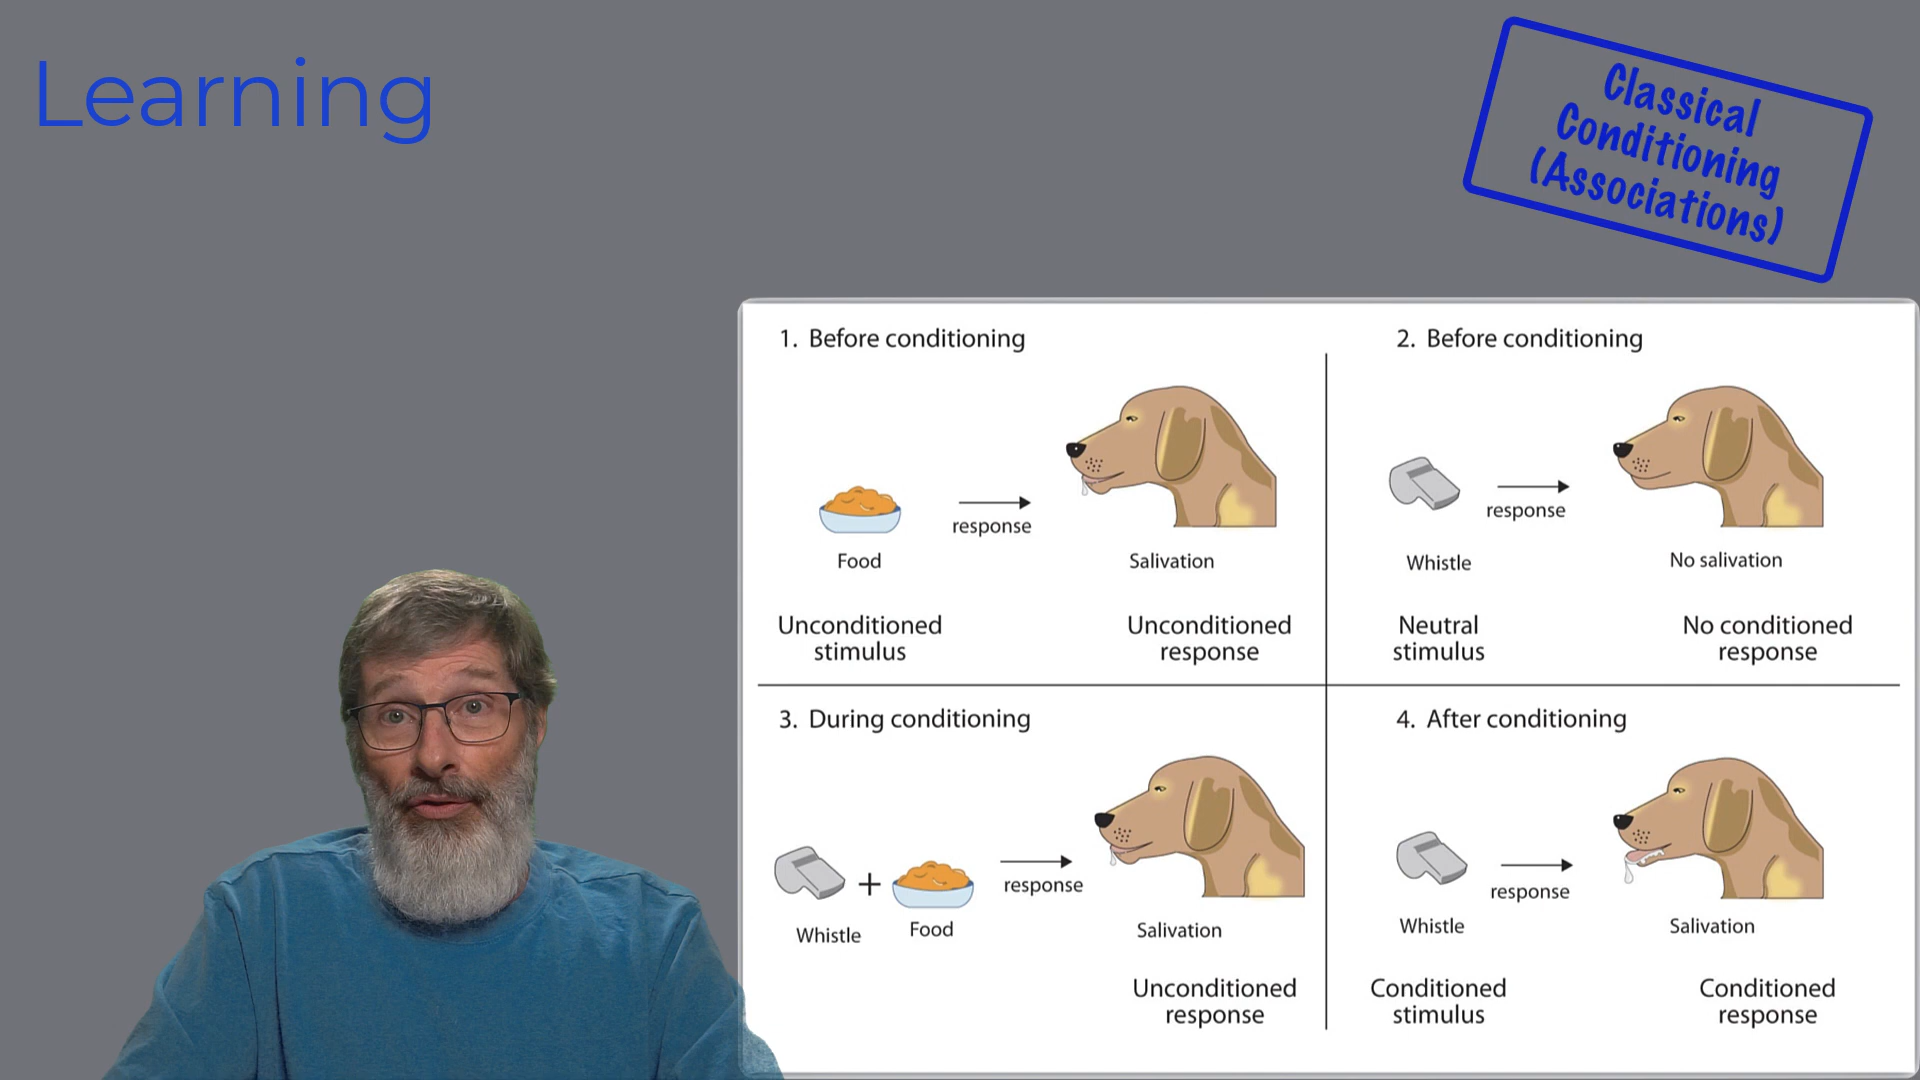 Learning
Classical
Conditioning
(Associations)
1. Before conditioning
response
Food
Salivation
Unconditioned
stimulus
Unconditioned
response
2. Before conditioning
response
Whistle
No salivation
Neutral
stimulus
No conditioned
response
3. During conditioning
+
response
Whistle
Food
Salivation
Unconditioned
response
4. After conditioning
response
Whistle
Salivation
Conditioned
stimulus
Conditioned
response